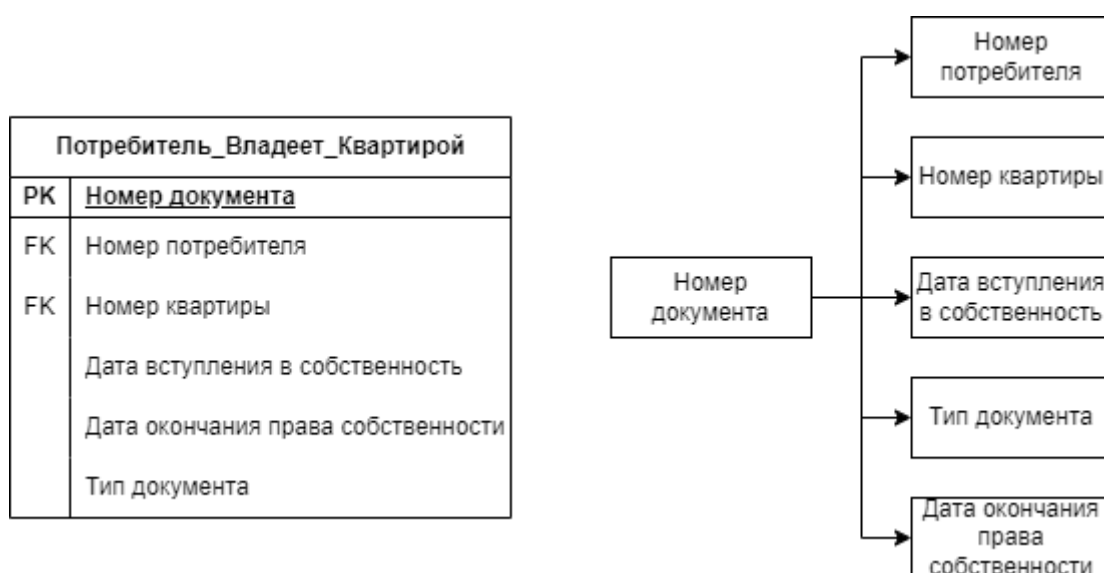 Потребитель_Владеет_Квартирой
PK Номер документа
FK Номер потребителя
FK Номер квартиры
Дата вступления в собственность
Дата окончания права собственности
Тип документа
Номер
документа
Номер
потребителя
Номер квартиры
Дата вступления
в собственность
Тип документа
Дата окончания
права
собственности